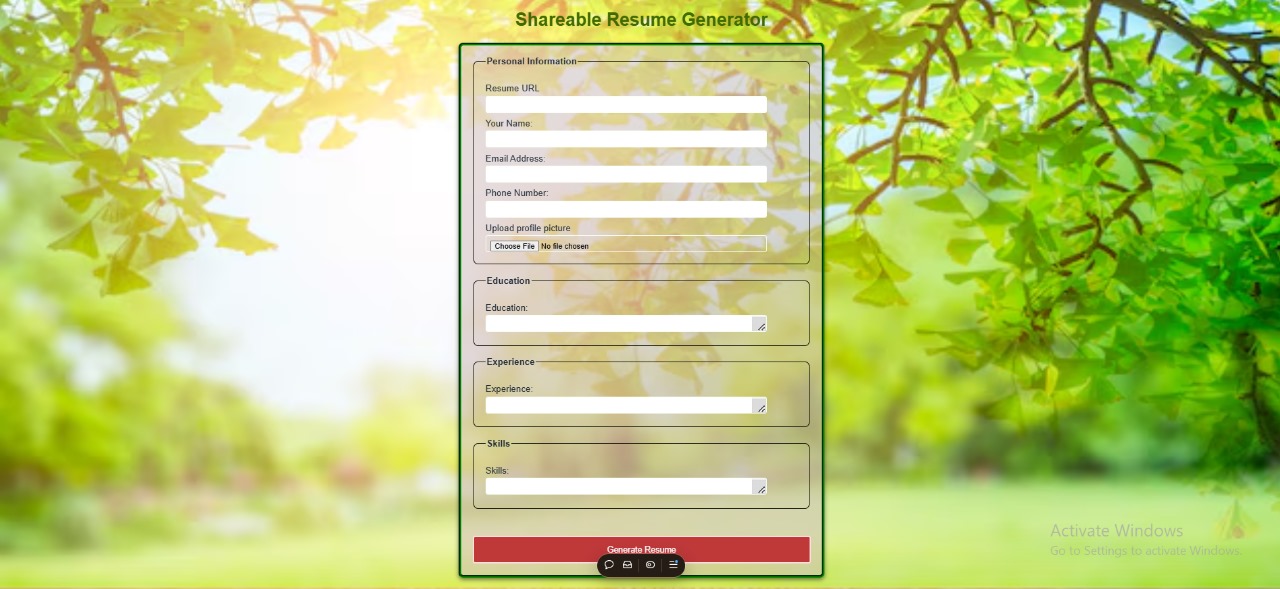 Shareable Resume Generator
Personal Information
Resume URL
Your Name:
Email Address:
Phone Number:
Upload profile picture
Choose File No file chosen
Education
Education:
Experience
Experience:
Skills
Skills:
Generate Resume
Activate Windows
Go to Settings to activate Windows.